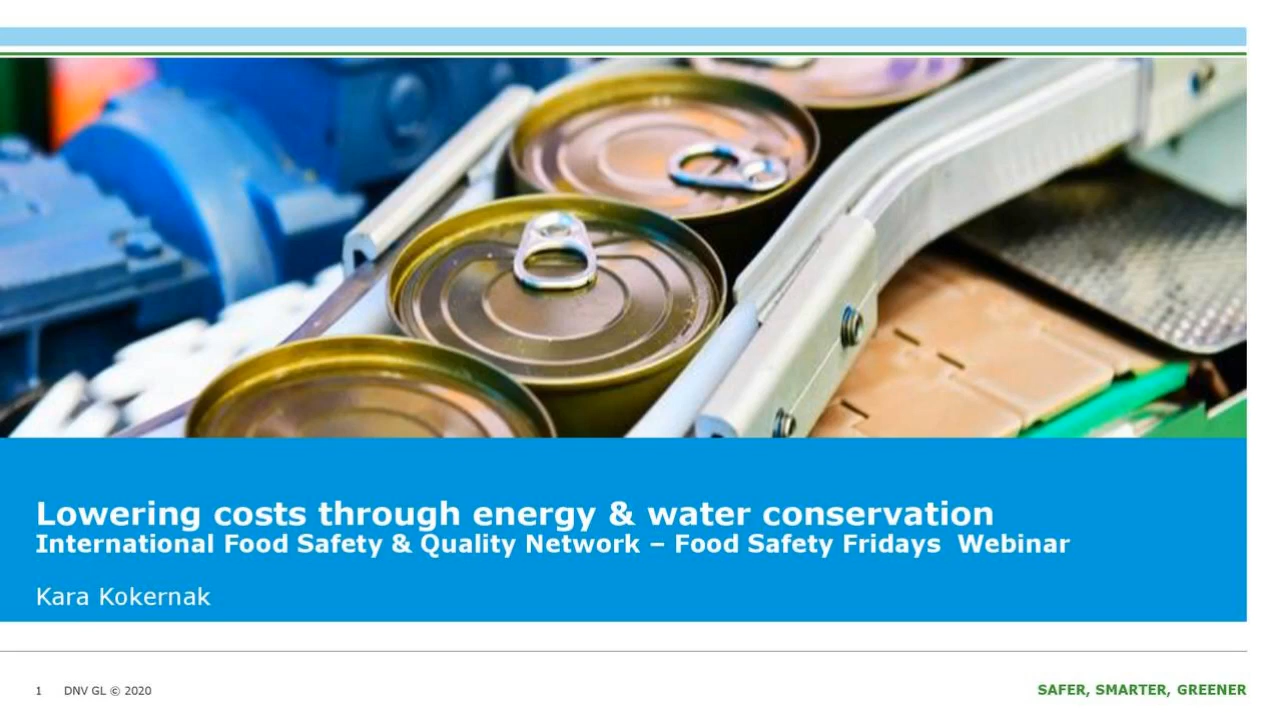 Lowering costs through energy & water conservation
International Food Safety & Quality Network – Food Safety Fridays  Webinar
Kara Kokernak
1 DNV GL © 2020
SAFER, SMARTER, GREENER